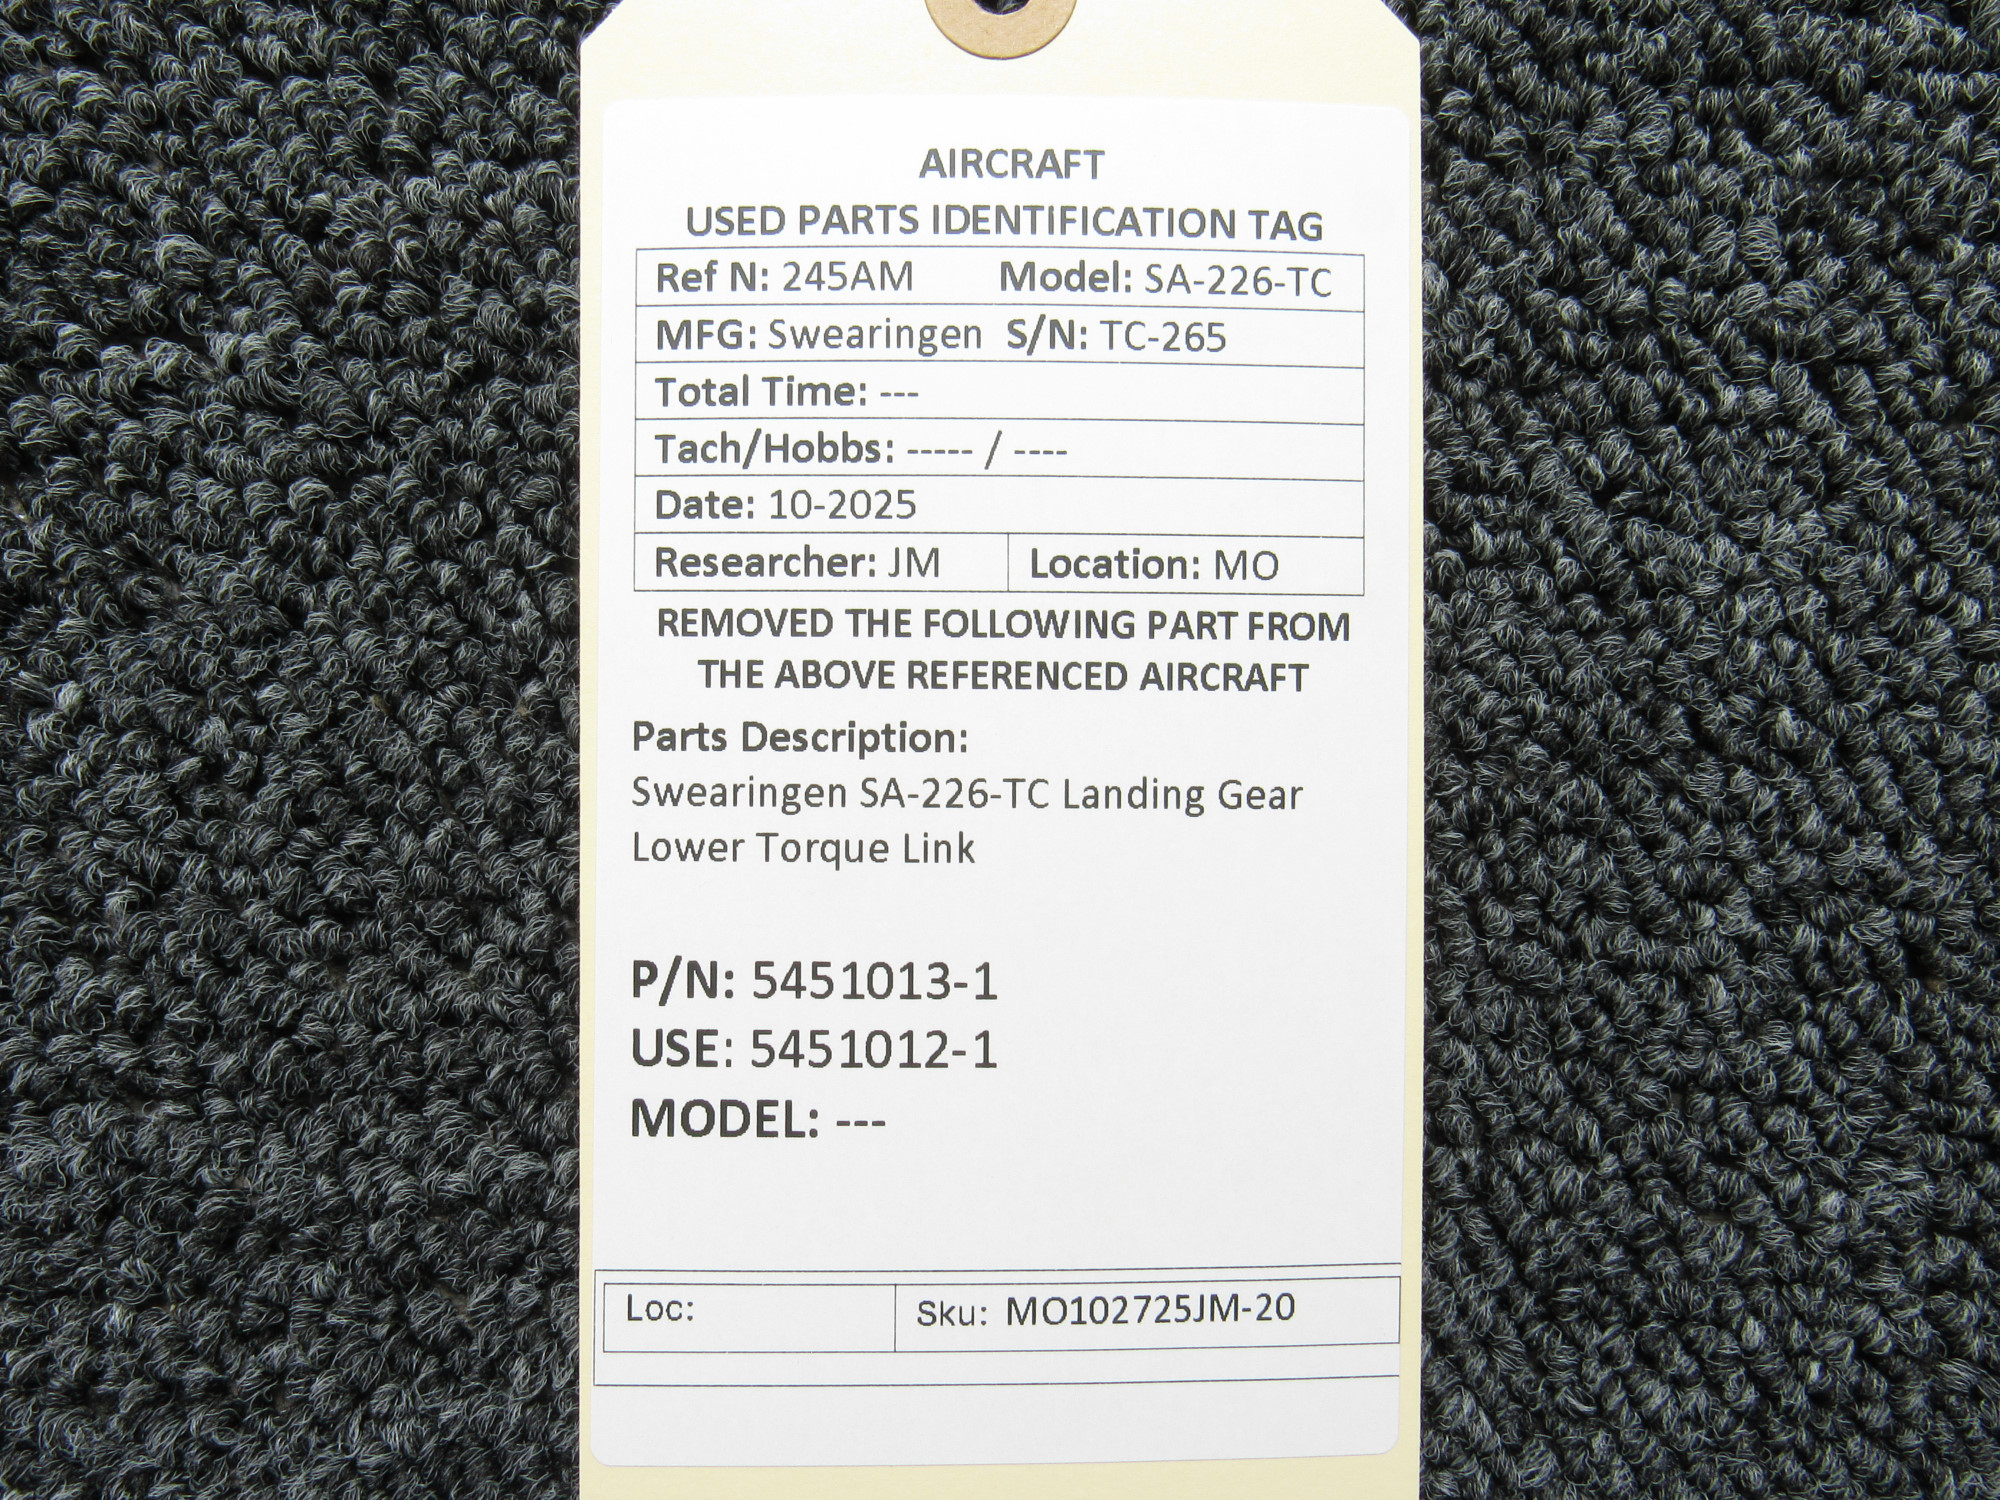 AIRCRAFT
USED PARTS IDENTIFICATION TAG
Ref N: 245AM Model: SA-226-TC
MFG: Swearingen S/N: TC-265
Total Time: ---
Tach/Hobbs: ----- / ----
Date: 10-2025
Researcher: JM Location: MO
REMOVED THE FOLLOWING PART FROM
THE ABOVE REFERENCED AIRCRAFT
Parts Description:
Swearingen SA-226-TC Landing Gear
Lower Torque Link
P/N: 5451013-1
USE: 5451012-1
MODEL: ---
Loc: Sku: MO102725JM-20